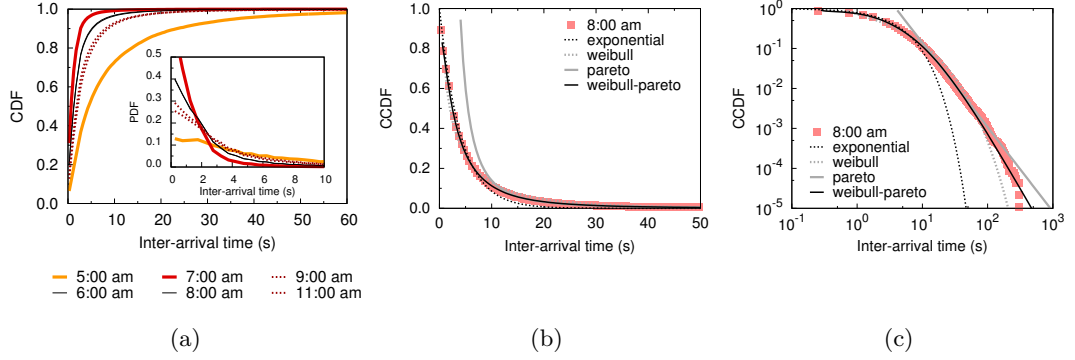 1.0
0.8
0.6
0.4
0.2
0.0
CDF
0 10 20 30 40 50 60
Inter-arrival time (s)
0.5
0.4
0.3
0.2
0.1
0.0
PDF
0 2 4 6 8 10
Inter-arrival time (s)
5:00 am 7:00 am 9:00 am
6:00 am 8:00 am 11:00 am
(a)
1.0
0.8
0.6
0.4
0.2
0.0
CCDF
8:00 am
exponential
weibull
pareto
weibull-pareto
0 10 20 30 40 50
Inter-arrival time (s)
(b)
10^0
10^-1
10^-2
10^-3
10^-4
10^-5
CCDF
8:00 am
exponential
weibull
pareto
weibull-pareto
10^-1 10^0 10^1 10^2 10^3
Inter-arrival time (s)
(c)